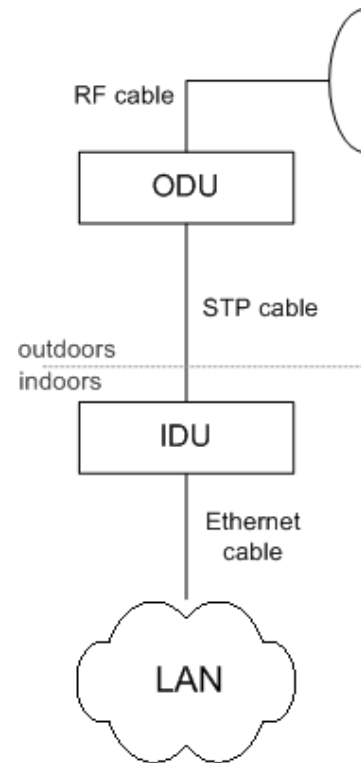 RF cable
ODU
STP cable
outdoors
indoors
IDU
Ethernet
cable
LAN